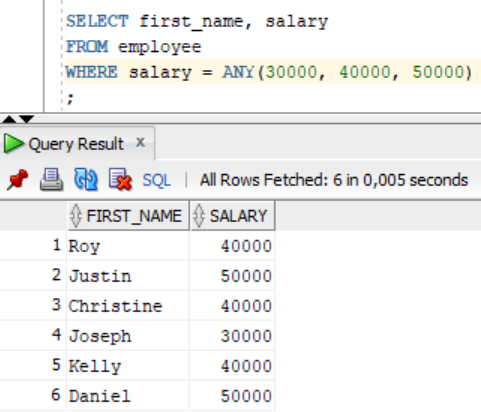 SELECT first_name, salary
FROM employee
WHERE salary = ANY(30000, 40000, 50000)
;
Query Result x
SQL | All Rows Fetched: 6 in 0,005 seconds
FIRST_NAME SALARY
1 Roy 40000
2 Justin 50000
3 Christine 40000
4 Joseph 30000
5 Kelly 40000
6 Daniel 50000